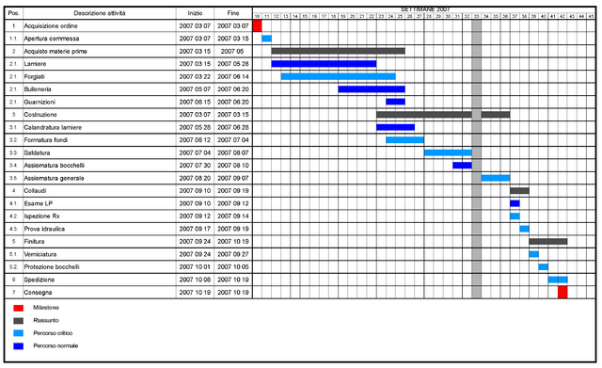 SETTIMANE 2007
Pos. Descrizione attività Inizio Fine 10 11 12 13 14 15 16 17 18 19 20 21 22 23 24 25 26 27 28 29 30 31 32 33 34 35 36 37 38 39 40 41 42 43 44 45
1 Acquisizione ordine 2007 03 07 2007 03 07
1.1 Apertura commessa 2007 03 07 2007 03 15
2 Acquisto materie prime 2007 03 15 2007 05
2.1 Lamiere 2007 03 15 2007 05 28
2.1 Forgiati 2007 03 22 2007 06 14
2.1 Bulloneria 2007 05 07 2007 06 20
2.1 Guarnizioni 2007 06 15 2007 06 20
3 Costruzione 2007 03 07 2007 03 15
3.1 Calandratura lamiere 2007 05 28 2007 06 28
3.2 Formatura fondi 2007 06 12 2007 07 04
3.3 Saldatura 2007 07 04 2007 08 07
3.4 Assiematura bocchelli 2007 07 30 2007 08 10
3.5 Assiematura generale 2007 08 20 2007 09 07
4 Collaudi 2007 09 10 2007 09 19
4.1 Esame LP 2007 09 10 2007 09 12
4.2 Ispezione Rx 2007 09 12 2007 09 14
4.3 Prova idraulica 2007 09 17 2007 09 19
5 Finitura 2007 09 24 2007 10 19
5.1 Verniciatura 2007 09 24 2007 09 27
5.2 Protezione bocchelli 2007 10 01 2007 10 05
6 Spedizione 2007 10 08 2007 10 19
7 Consegna 2007 10 19 2007 10 19
Milestone
Riassunto
Percorso critico
Percorso normale